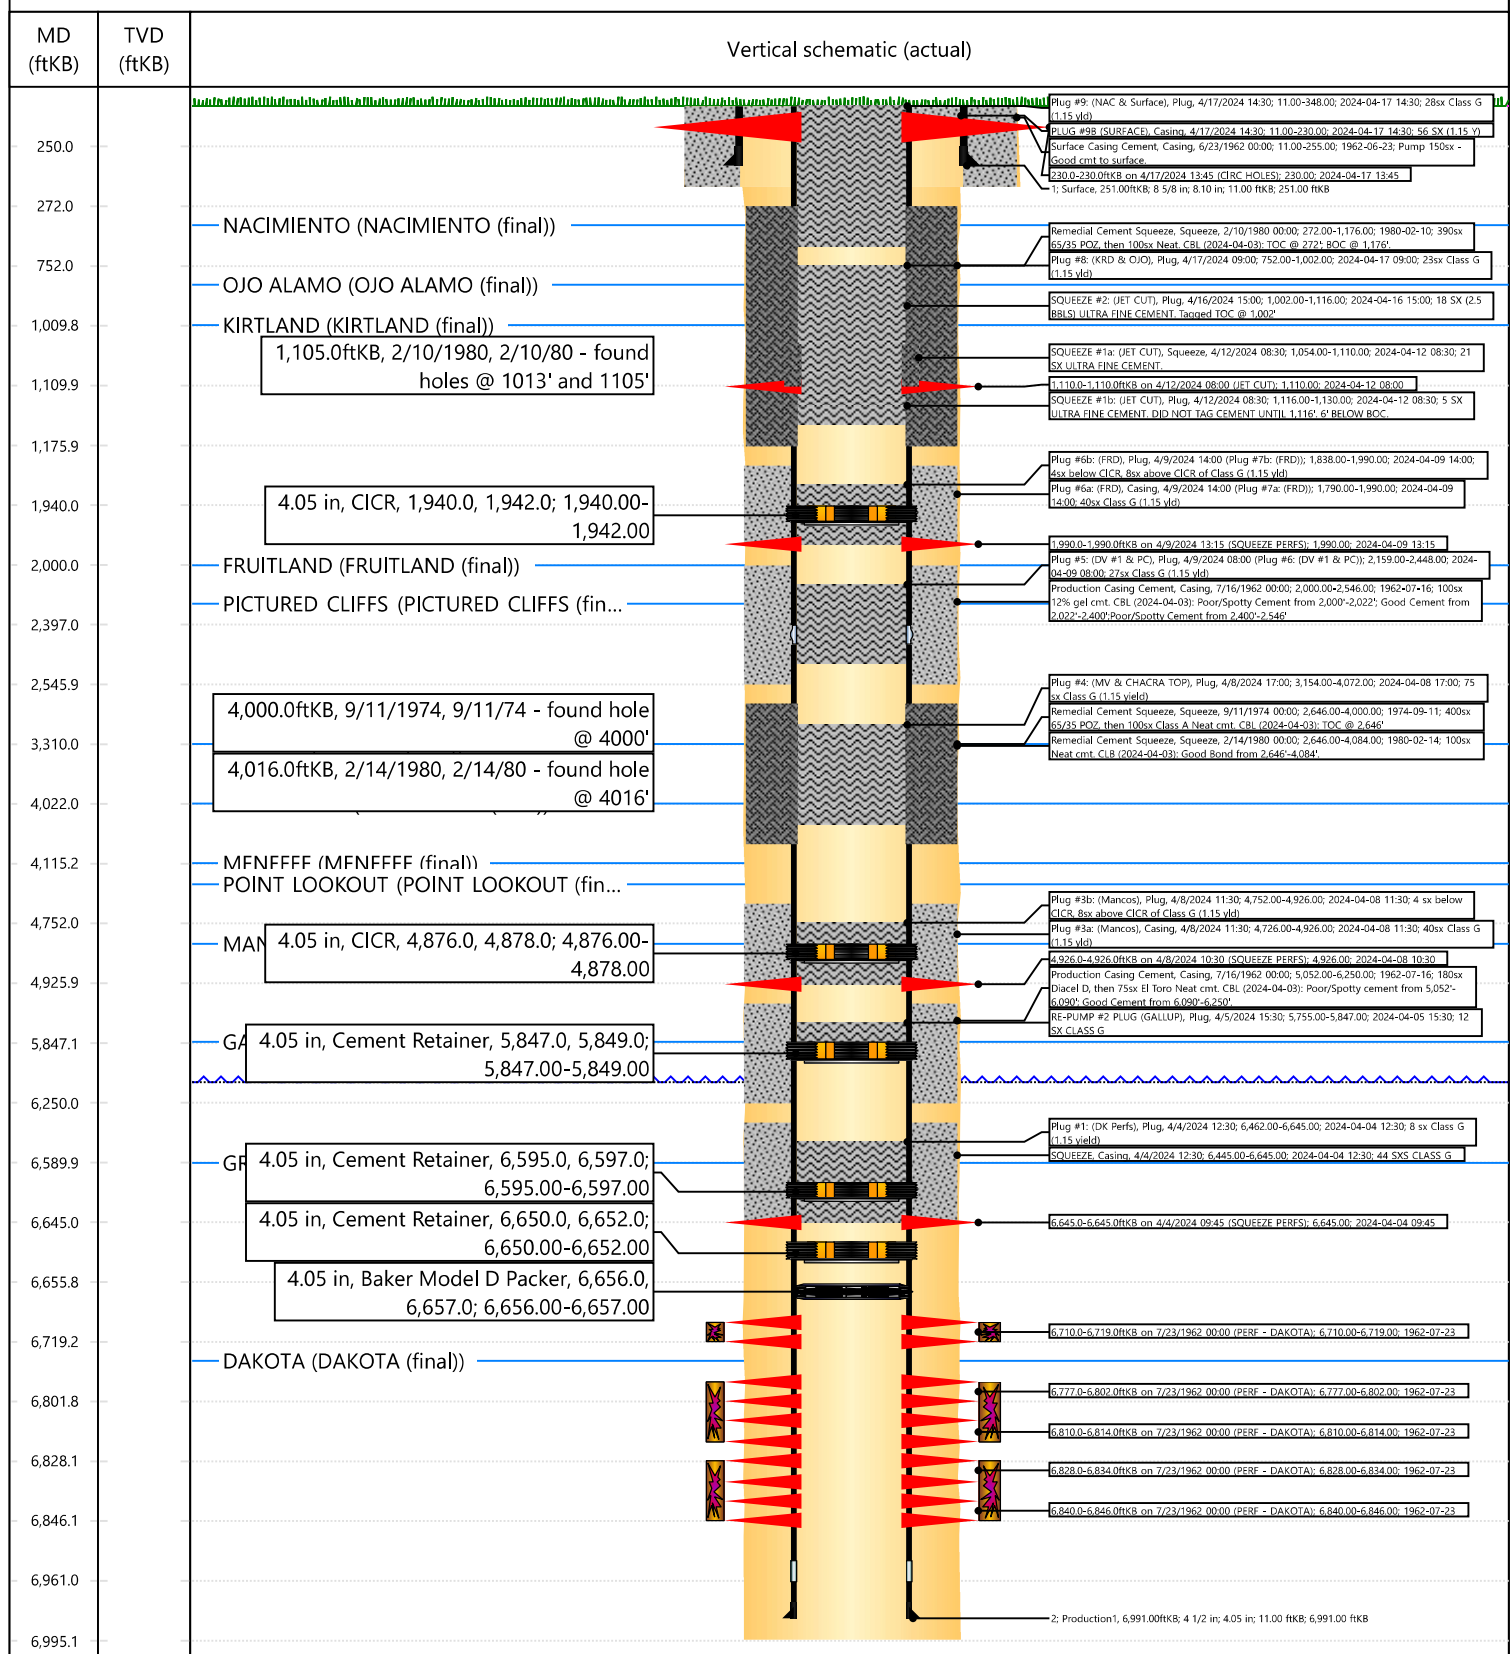 MD
(ftKB)
TVD
(ftKB)
Vertical schematic (actual)
250.0
272.0
752.0
1,009.8
1,109.9
1,175.9
1,940.0
2,000.0
2,397.0
2,545.9
3,310.0
4,022.0
4,115.2
4,752.0
4,925.9
5,847.1
6,250.0
6,589.9
6,645.0
6,655.8
6,719.2
6,801.8
6,828.1
6,846.1
6,961.0
6,995.1
NACIMIENTO (NACIMIENTO (final))
OJO ALAMO (OJO ALAMO (final))
KIRTLAND (KIRTLAND (final))
1,105.0ftKB, 2/10/1980, 2/10/80 - found
holes @ 1013' and 1105'
4.05 in, CICR, 1,940.0, 1,942.0; 1,940.00-
1,942.00
FRUITLAND (FRUITLAND (final))
PICTURED CLIFFS (PICTURED CLIFFS (fin...
4,000.0ftKB, 9/11/1974, 9/11/74 - found hole
@ 4000'
4,016.0ftKB, 2/14/1980, 2/14/80 - found hole
@ 4016'
MENEFEE (MENEFEE (final))
POINT LOOKOUT (POINT LOOKOUT (fin...
MAN
4.05 in, CICR, 4,876.0, 4,878.0; 4,876.00-
4,878.00
GA
4.05 in, Cement Retainer, 5,847.0, 5,849.0;
5,847.00-5,849.00
GR
4.05 in, Cement Retainer, 6,595.0, 6,597.0;
6,595.00-6,597.00
4.05 in, Cement Retainer, 6,650.0, 6,652.0;
6,650.00-6,652.00
4.05 in, Baker Model D Packer, 6,656.0,
6,657.0; 6,656.00-6,657.00
DAKOTA (DAKOTA (final))
Plug #9: (NAC & Surface), Plug, 4/17/2024 14:30; 11.00-348.00; 2024-04-17 14:30; 28sx Class G
(1.15 yld)
PLUG #9B (SURFACE), Casing, 4/17/2024 14:30; 11.00-230.00; 2024-04-17 14:30; 56 SX (1.15 Y)
Surface Casing Cement, Casing, 6/23/1962 00:00; 11.00-255.00; 1962-06-23; Pump 150sx -
Good cmt to surface.
230.0-230.0ftKB on 4/17/2024 13:45 (CIRC HOLES); 230.00; 2024-04-17 13:45
1; Surface, 251.00ftKB; 8 5/8 in; 8.10 in; 11.00 ftKB; 251.00 ftKB
Remedial Cement Squeeze, Squeeze, 2/10/1980 00:00; 272.00-1,176.00; 1980-02-10; 390sx
65/35 POZ, then 100sx Neat. CBL (2024-04-03): TOC @ 272', BOC @ 1,176'.
Plug #8: (KRD & OJO), Plug, 4/17/2024 09:00; 752.00-1,002.00; 2024-04-17 09:00; 23sx Class G
(1.15 yld)
SQUEEZE #2: (JET CUT), Plug, 4/16/2024 15:00; 1,002.00-1,116.00; 2024-04-16 15:00; 18 SX (2.5
BBLS) ULTRA FINE CEMENT. Tagged TOC @ 1,002'
SQUEEZE #1a: (JET CUT), Squeeze, 4/12/2024 08:30; 1,054.00-1,110.00; 2024-04-12 08:30; 21
SX ULTRA FINE CEMENT.
1,110.0-1,110.0ftKB on 4/12/2024 08:00 (JET CUT); 1,110.00; 2024-04-12 08:00
SQUEEZE #1b: (JET CUT), Plug, 4/12/2024 08:30; 1,116.00-1,130.00; 2024-04-12 08:30; 5 SX
ULTRA FINE CEMENT. DID NOT TAG CEMENT UNTIL 1,116'. 6' BELOW BOC.
Plug #6b: (FRD), Plug, 4/9/2024 14:00 (Plug #7b: (FRD)); 1,838.00-1,990.00; 2024-04-09 14:00;
4sx below CICR, 8sx above CICR of Class G (1.15 yld)
Plug #6a: (FRD), Casing, 4/9/2024 14:00 (Plug #7a: (FRD)); 1,790.00-1,990.00; 2024-04-09
14:00; 40sx Class G (1.15 yld)
1,990.0-1,990.0ftKB on 4/9/2024 13:15 (SQUEEZE PERFS); 1,990.00; 2024-04-09 13:15
Plug #5: (DV #1 & PC), Plug, 4/9/2024 08:00 (Plug #6: (DV #1 & PC)); 2,159.00-2,448.00; 2024-
04-09 08:00; 27sx Class G (1.15 yld)
Production Casing Cement, Casing, 7/16/1962 00:00; 2,000.00-2,546.00; 1962-07-16; 100sx
12% gel cmt. CBL (2024-04-03): Poor/Spotty Cement from 2,000'-2,022'; Good Cement from
2,022'-2,400';Poor/Spotty Cement from 2,400'-2,546'
Plug #4: (MV & CHACRA TOP), Plug, 4/8/2024 17:00; 3,154.00-4,072.00; 2024-04-08 17:00; 75
sx Class G (1.15 yield)
Remedial Cement Squeeze, Squeeze, 9/11/1974 00:00; 2,646.00-4,000.00; 1974-09-11; 400sx
65/35 POZ, then 100sx Class A Neat cmt. CBL (2024-04-03): TOC @ 2,646'
Remedial Cement Squeeze, Squeeze, 2/14/1980 00:00; 2,646.00-4,084.00; 1980-02-14; 100sx
Neat cmt. CLB (2024-04-03): Good Bond from 2,646'-4,084'.
Plug #3b: (Mancos), Plug, 4/8/2024 11:30; 4,752.00-4,926.00; 2024-04-08 11:30; 4 sx below
CICR, 8sx above CICR of Class G (1.15 yld)
Plug #3a: (Mancos), Casing, 4/8/2024 11:30; 4,726.00-4,926.00; 2024-04-08 11:30; 40sx Class G
(1.15 yld)
4,926.0-4,926.0ftKB on 4/8/2024 10:30 (SQUEEZE PERFS); 4,926.00; 2024-04-08 10:30
Production Casing Cement, Casing, 7/16/1962 00:00; 5,052.00-6,250.00; 1962-07-16; 180sx
Diacel D, then 75sx El Toro Neat cmt. CBL (2024-04-03): Poor/Spotty cement from 5,052'-
6,090'; Good Cement from 6,090'-6,250'.
RE-PUMP #2 PLUG (GALLUP), Plug, 4/5/2024 15:30; 5,755.00-5,847.00; 2024-04-05 15:30; 12
SX CLASS G
Plug #1: (DK Perfs), Plug, 4/4/2024 12:30; 6,462.00-6,645.00; 2024-04-04 12:30; 8 sx Class G
(1.15 yield)
SQUEEZE, Casing, 4/4/2024 12:30; 6,445.00-6,645.00; 2024-04-04 12:30; 44 SXS CLASS G
6,645.0-6,645.0ftKB on 4/4/2024 09:45 (SQUEEZE PERFS); 6,645.00; 2024-04-04 09:45
6,710.0-6,719.0ftKB on 7/23/1962 00:00 (PERF - DAKOTA); 6,710.00-6,719.00; 1962-07-23
6,777.0-6,802.0ftKB on 7/23/1962 00:00 (PERF - DAKOTA); 6,777.00-6,802.00; 1962-07-23
6,810.0-6,814.0ftKB on 7/23/1962 00:00 (PERF - DAKOTA); 6,810.00-6,814.00; 1962-07-23
6,828.0-6,834.0ftKB on 7/23/1962 00:00 (PERF - DAKOTA); 6,828.00-6,834.00; 1962-07-23
6,840.0-6,846.0ftKB on 7/23/1962 00:00 (PERF - DAKOTA); 6,840.00-6,846.00; 1962-07-23
2; Production1, 6,991.00ftKB; 4 1/2 in; 4.05 in; 11.00 ftKB; 6,991.00 ftKB